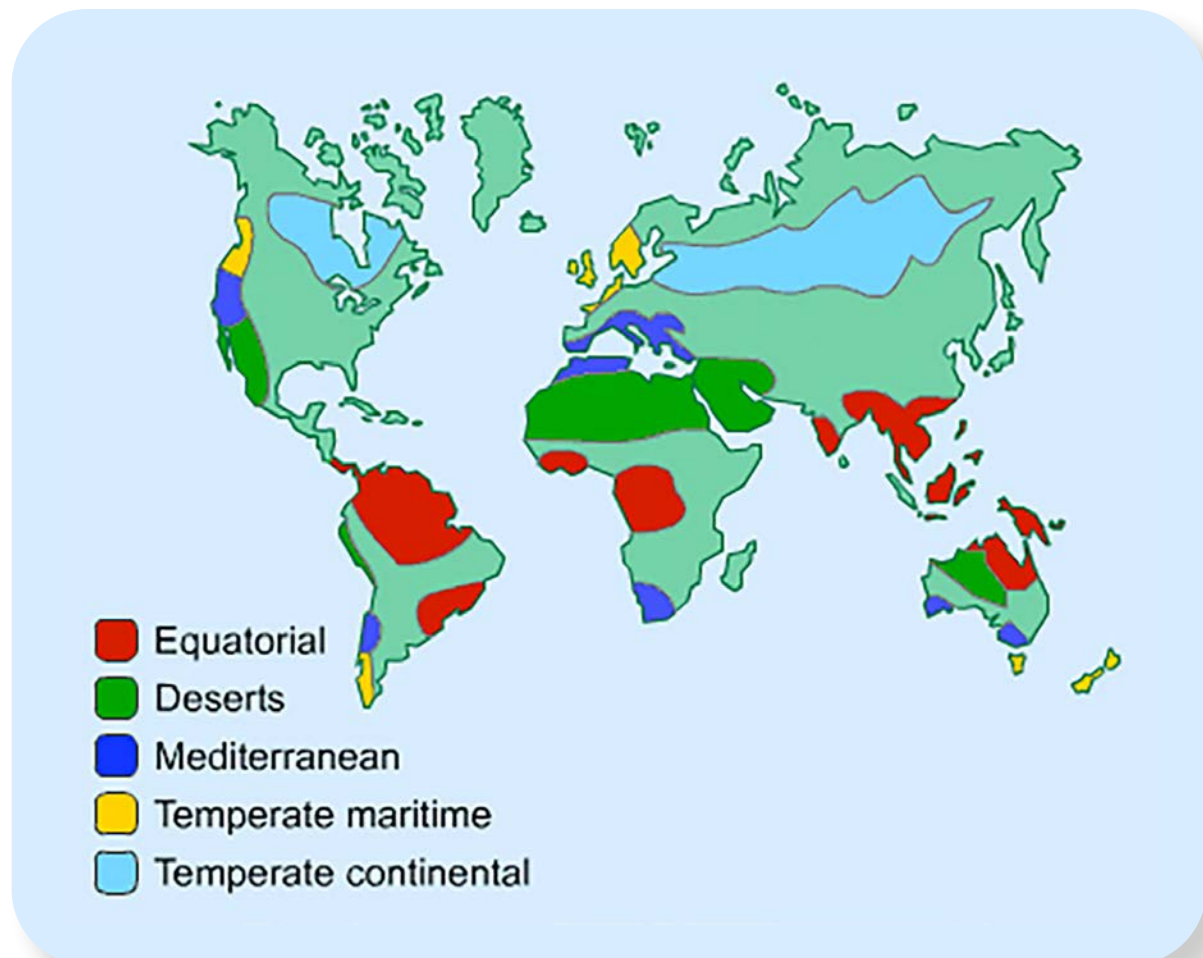 Equatorial
Deserts
Mediterranean
Temperate maritime
Temperate continental